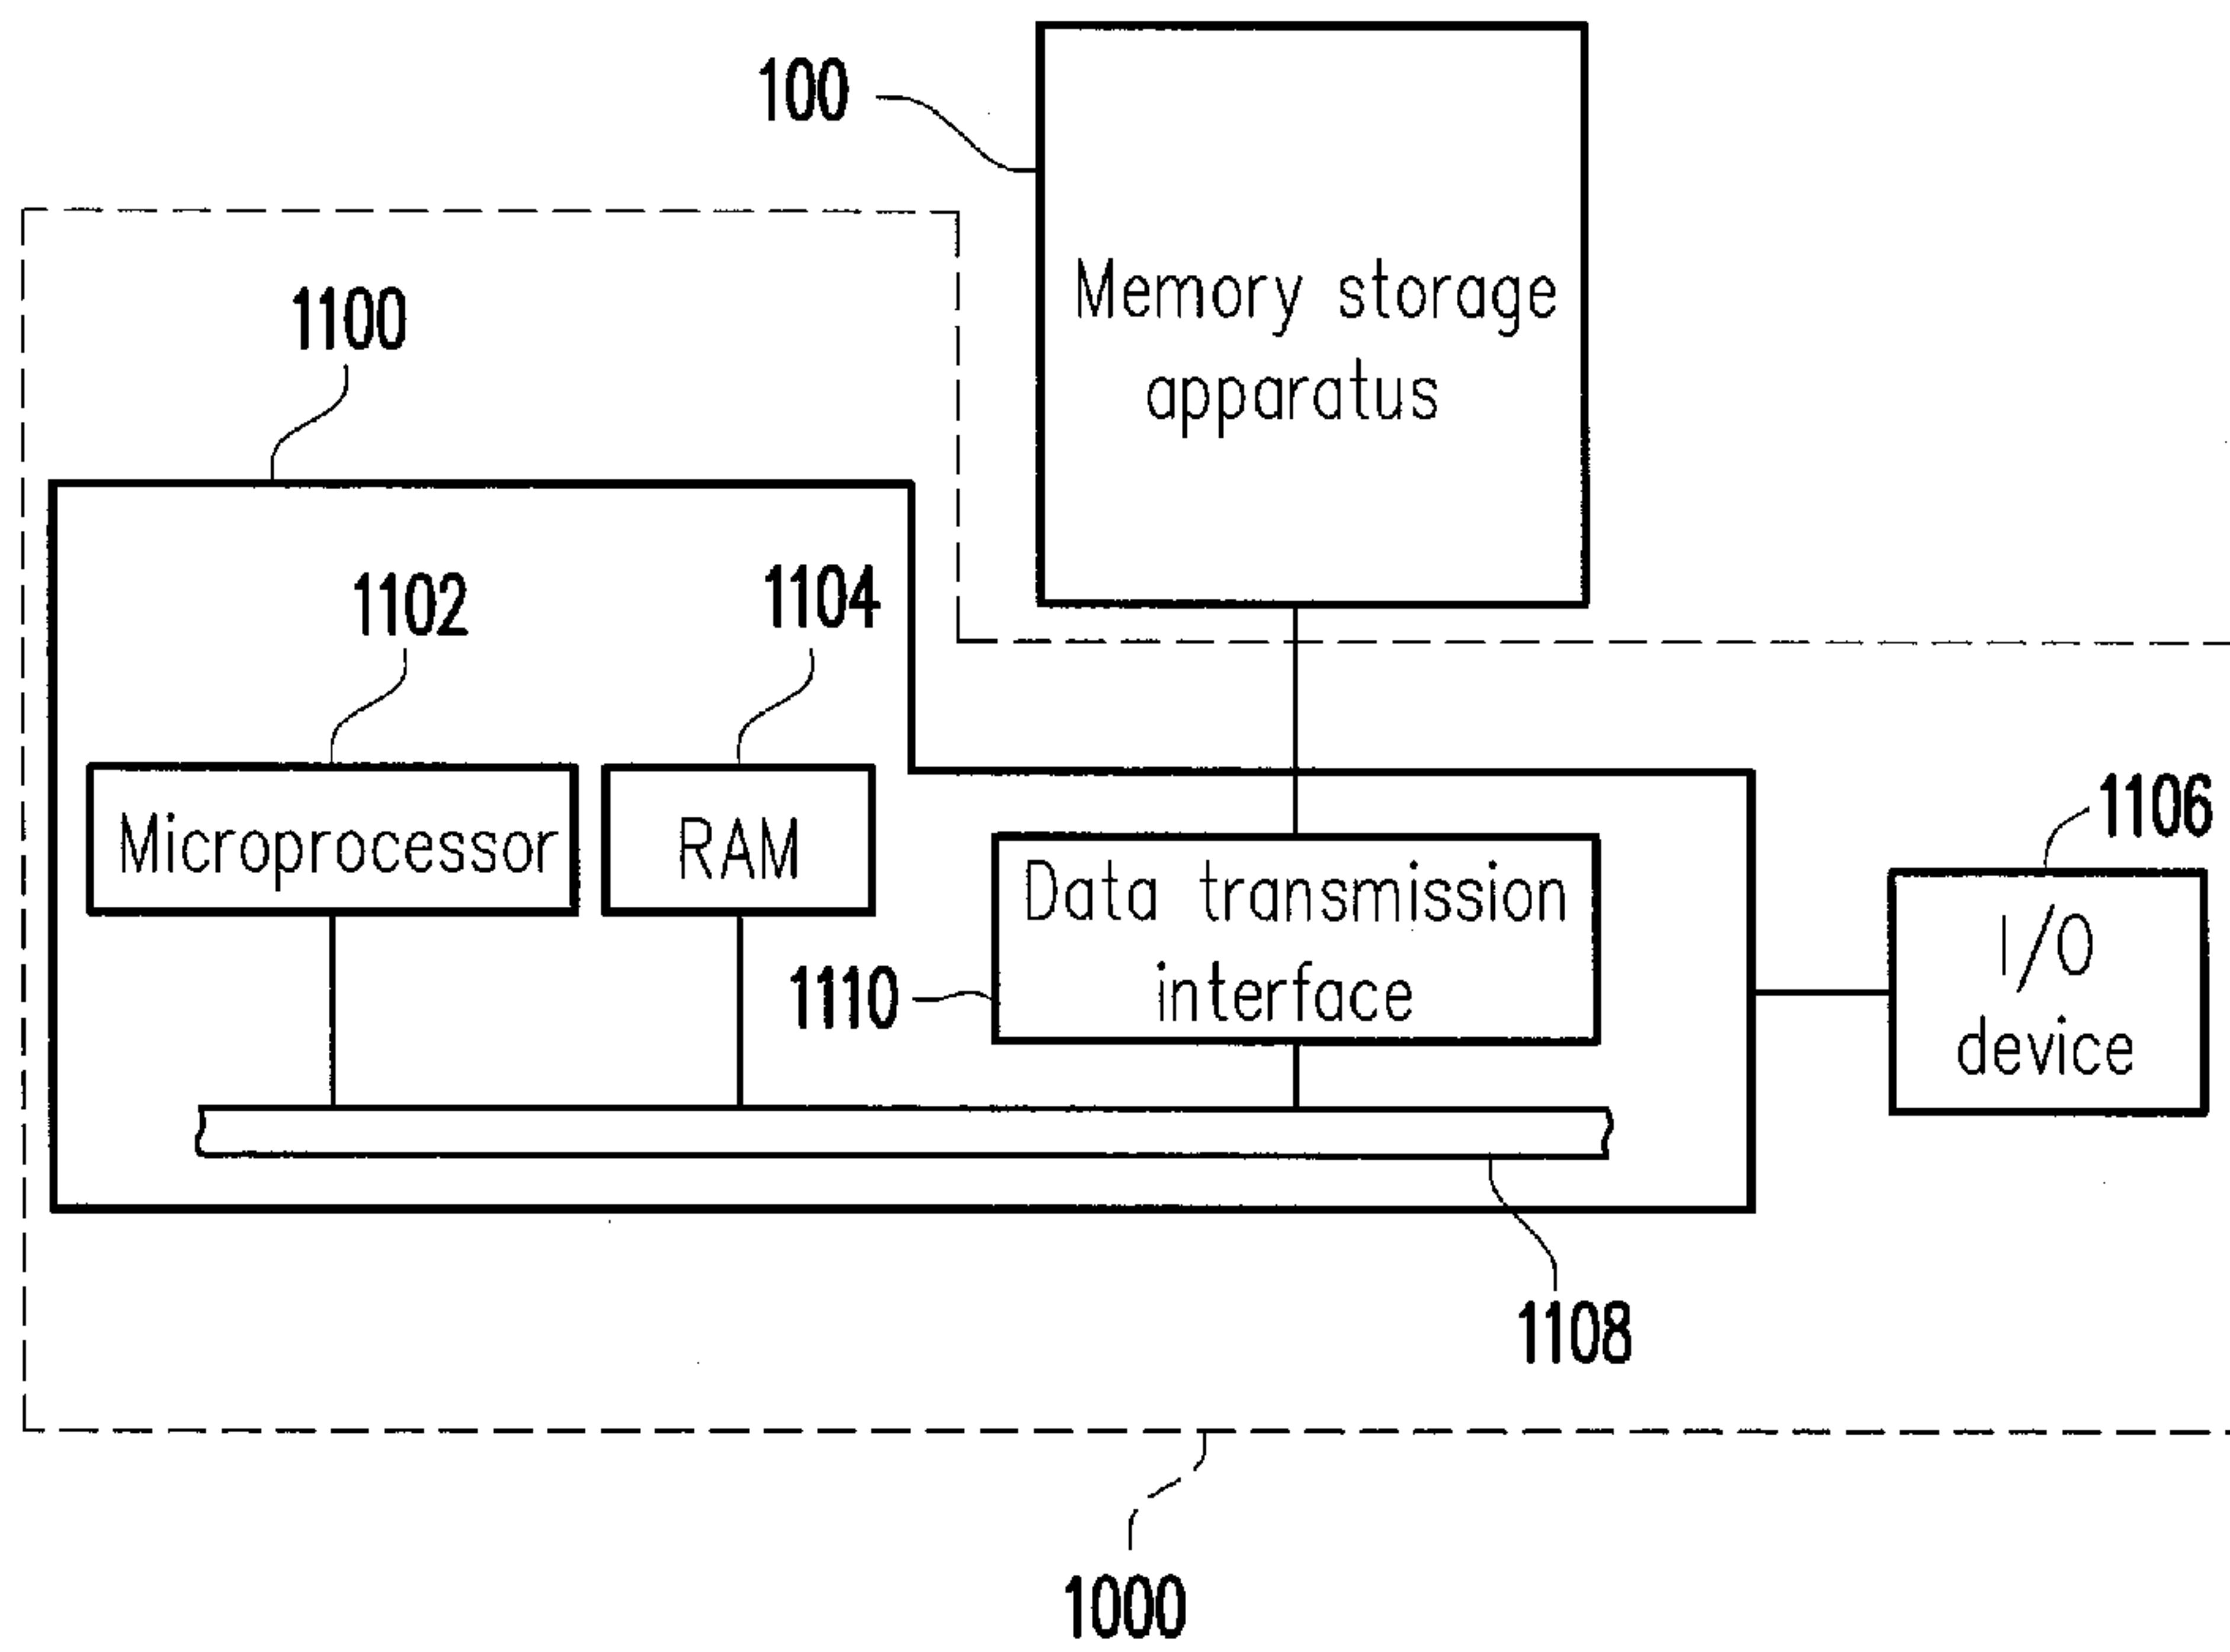 100
Memory storage
apparatus
1100
1102
1104
Microprocessor
RAM
1106
Data transmission
interface
1110
I/O
device
1108
1000